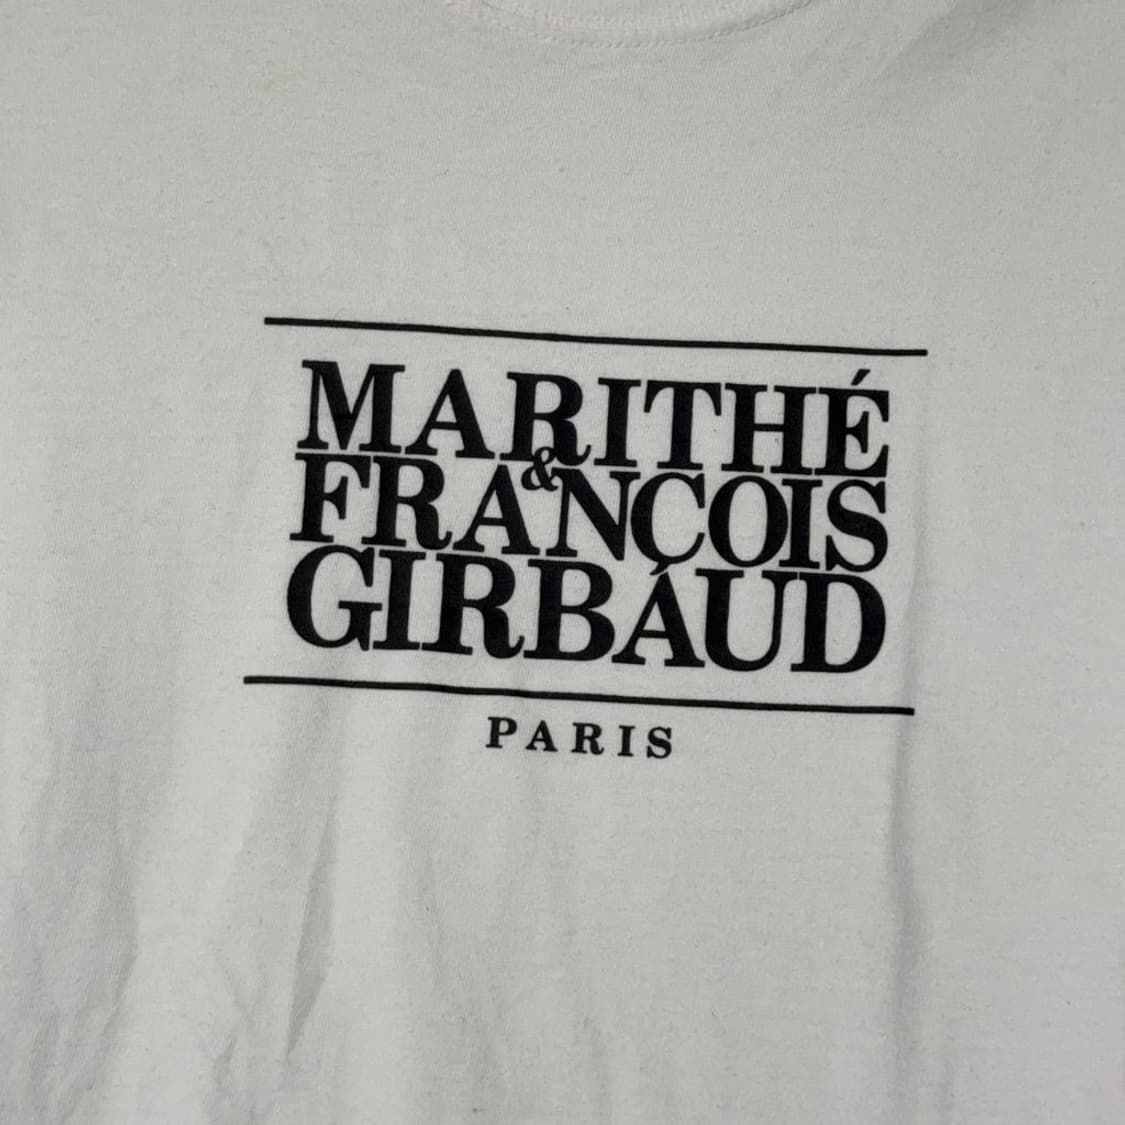 MARITHÉ
&
FRANÇOIS
GIRBAUD
PARIS